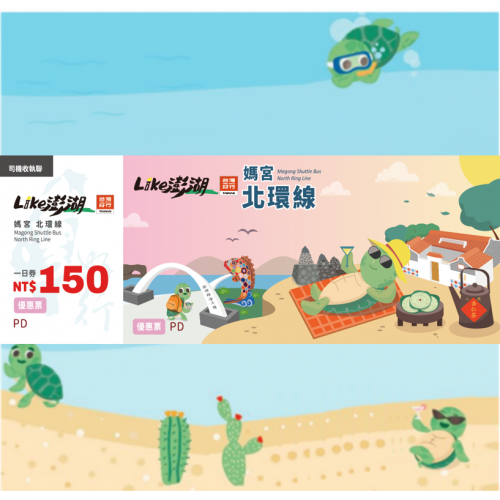 司機收執聯
Like澎湖
台灣
好行
TAIWAN
媽宮 北環線
Magong Shuttle Bus
North Ring Line
一日券
NT$150
優惠票
PD
Like澎湖
台灣
好行
TAIWAN
媽宮
Magong Shuttle Bus
North Ring Line
北環線
優惠票
PD